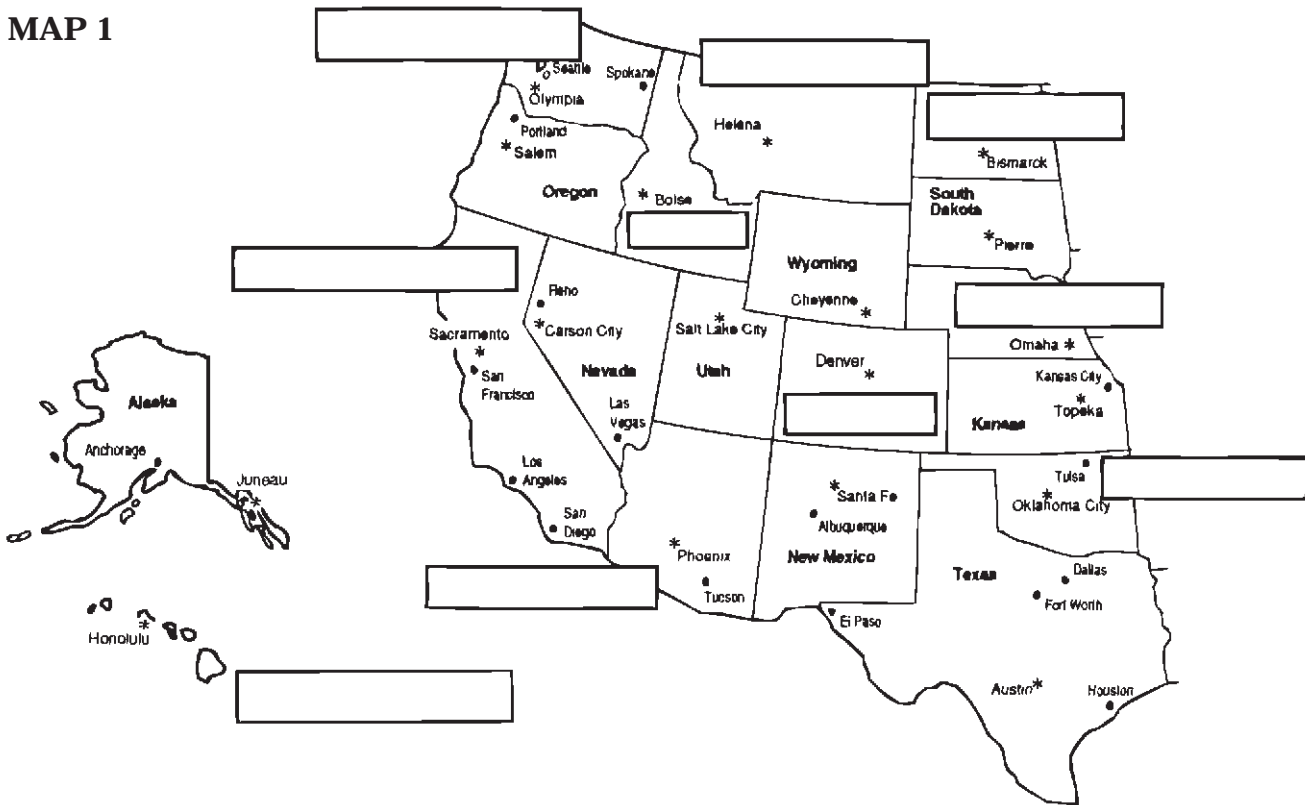 MAP 1
Seattle
Spokane
Olympia
Portland
Salem
Oregon
Helena
Boise
Bismarck
South
Dakota
Pierre
Wyoming
Cheyenne
Reno
Carson City
Sacramento
San
Francisco
Nevada
Las
Vegas
Salt Lake City
Utah
Denver
Omaha
Kansas City
Topeka
Kansas
Alaska
Anchorage
Juneau
Los
Angeles
San
Diego
Phoenix
Tucson
Santa Fe
Albuquerque
New Mexico
Tulsa
Oklahoma City
Texas
Dallas
Fort Worth
El Paso
Austin
Houston
Honolulu